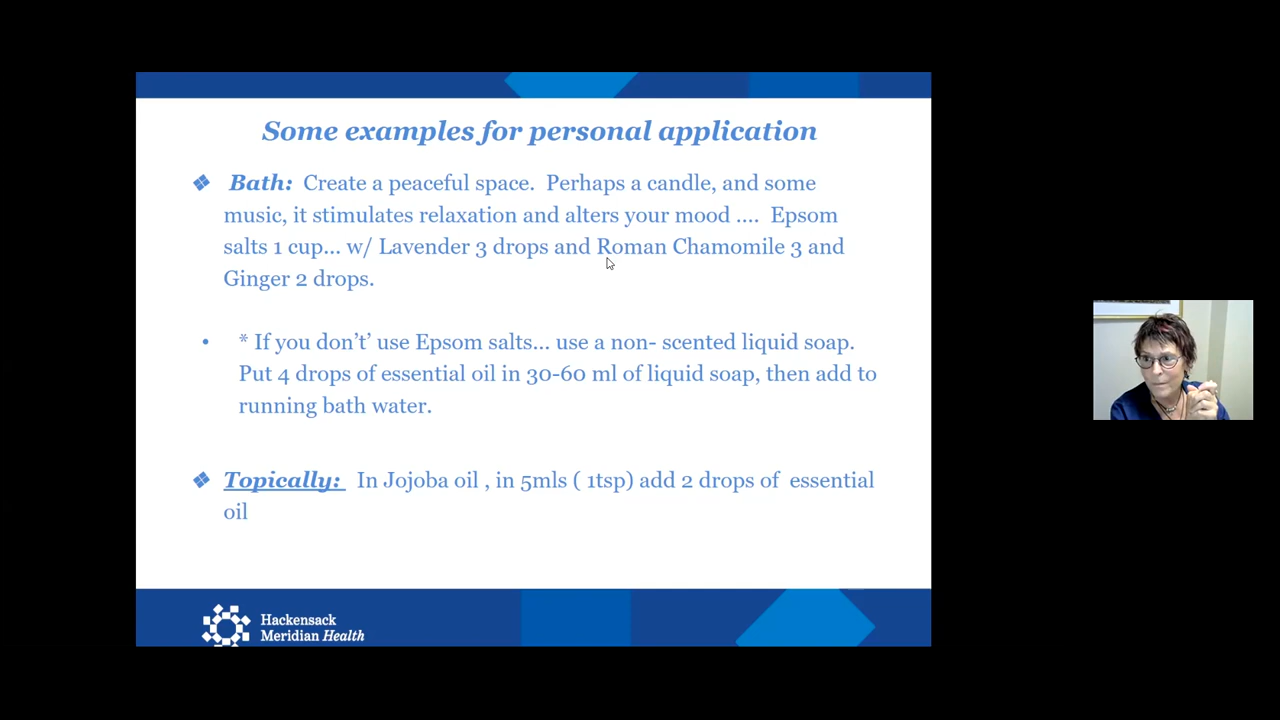 Some examples for personal application
❖ Bath: Create a peaceful space. Perhaps a candle, and some
music, it stimulates relaxation and alters your mood .... Epsom
salts 1 cup... w/ Lavender 3 drops and Roman Chamomile 3 and
Ginger 2 drops.
• * If you don't' use Epsom salts... use a non- scented liquid soap.
Put 4 drops of essential oil in 30-60 ml of liquid soap, then add to
running bath water.
❖ Topically: In Jojoba oil , in 5mls ( 1tsp) add 2 drops of essential
oil
Hackensack
Meridian Health